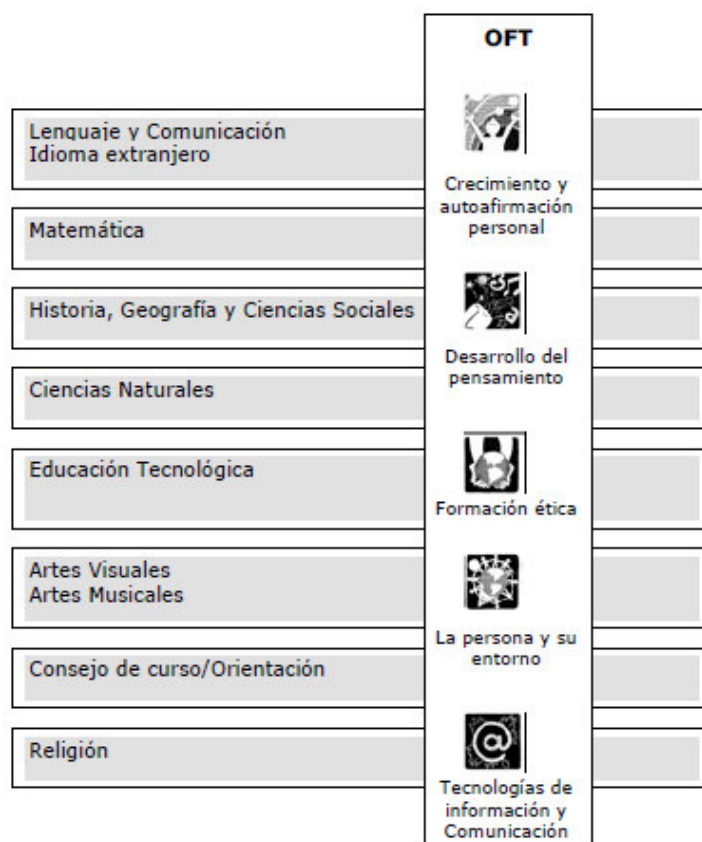 OFT
Lenguaje y Comunicación
Idioma extranjero
Matemática
Historia, Geografía y Ciencias Sociales
Ciencias Naturales
Educación Tecnológica
Artes Visuales
Artes Musicales
Consejo de curso/Orientación
Religión
Crecimiento y
autoafirmación
personal
Desarrollo del
pensamiento
Formación ética
La persona y su
entorno
@
Tecnologías de
información y
Comunicación